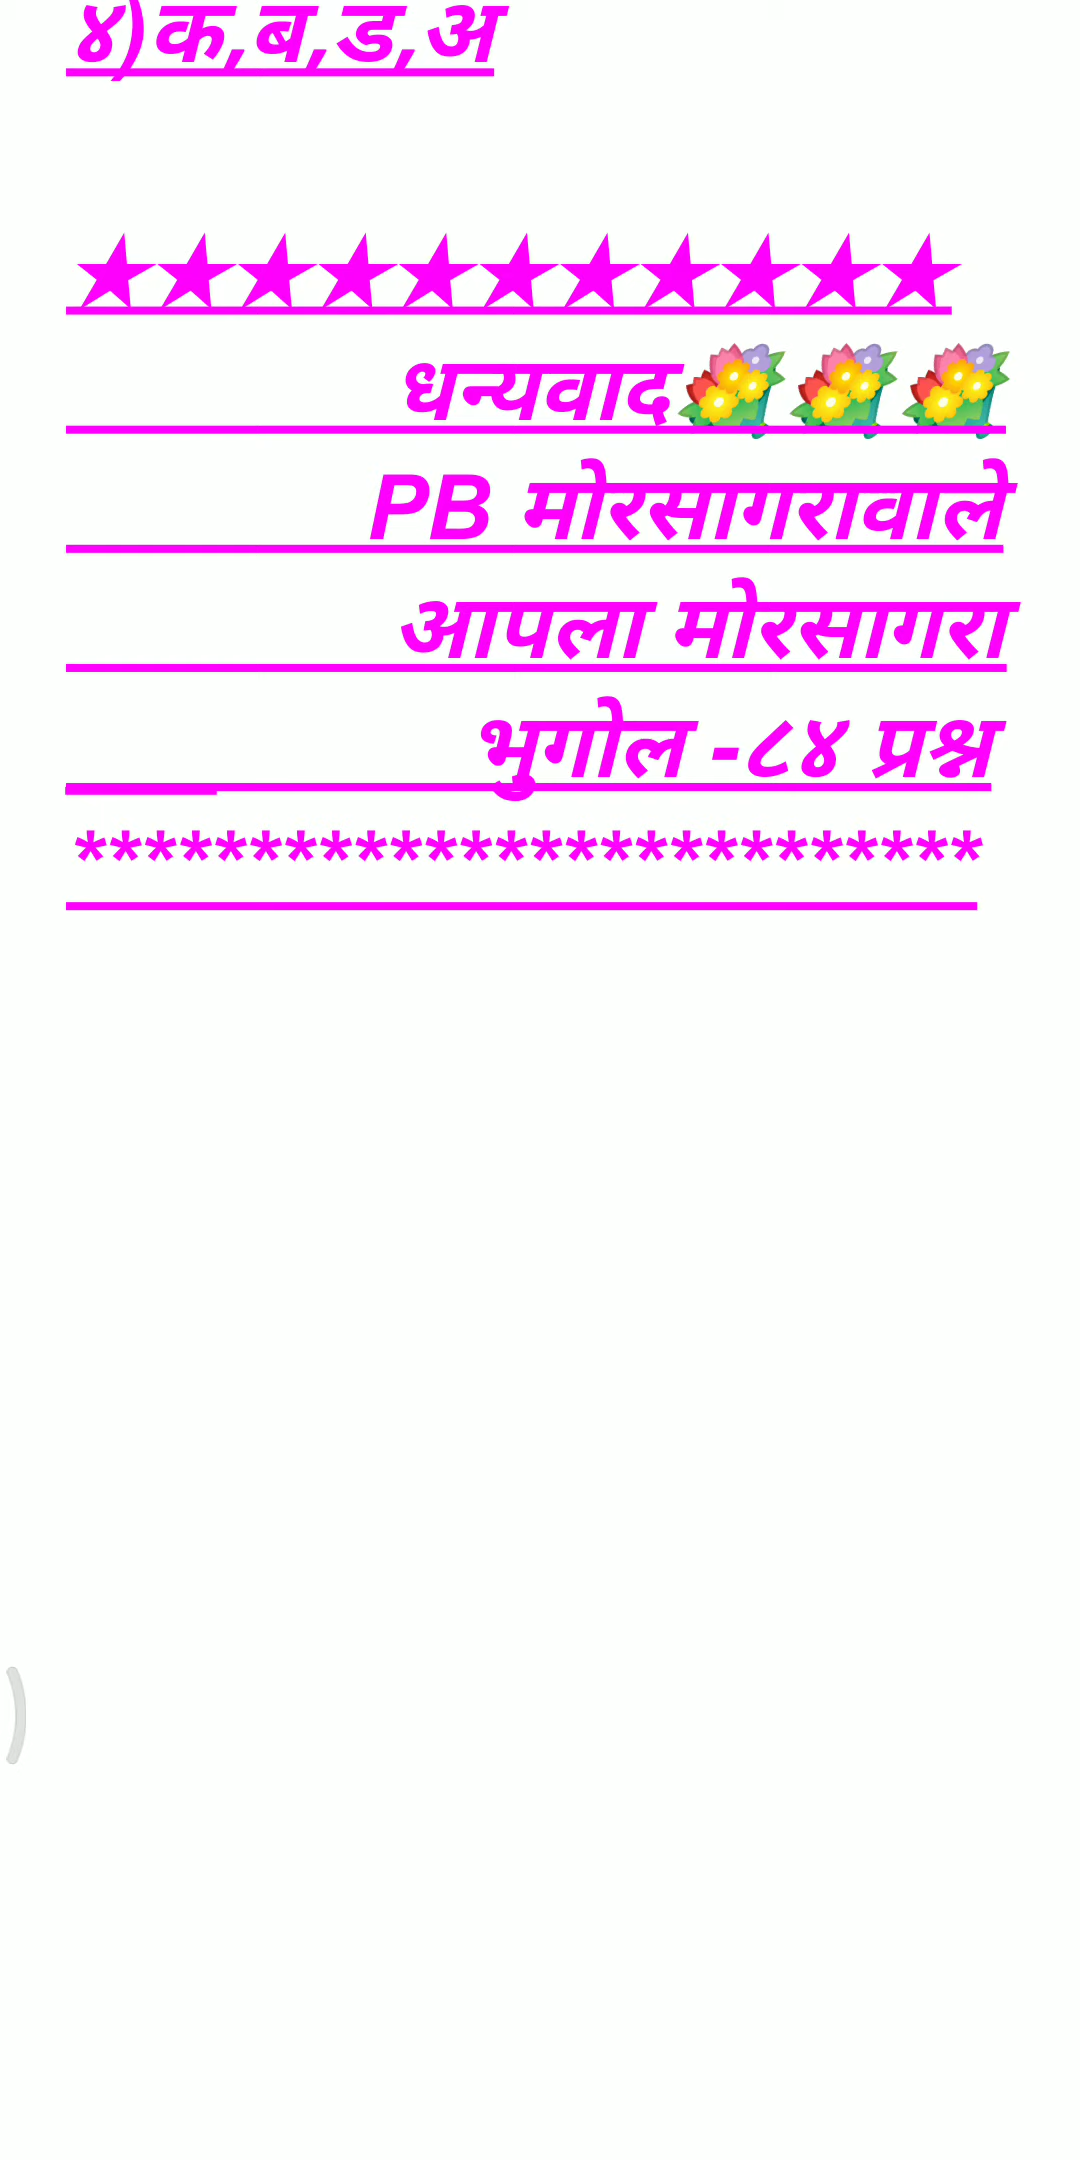 ४)क,ब,ड,अ
★★★★★★★★★★★
धन्यवाद💐💐💐
PB मोरसागरावाले
आपला मोरसागरा
भुगोल -८४ प्रश्न
**************************